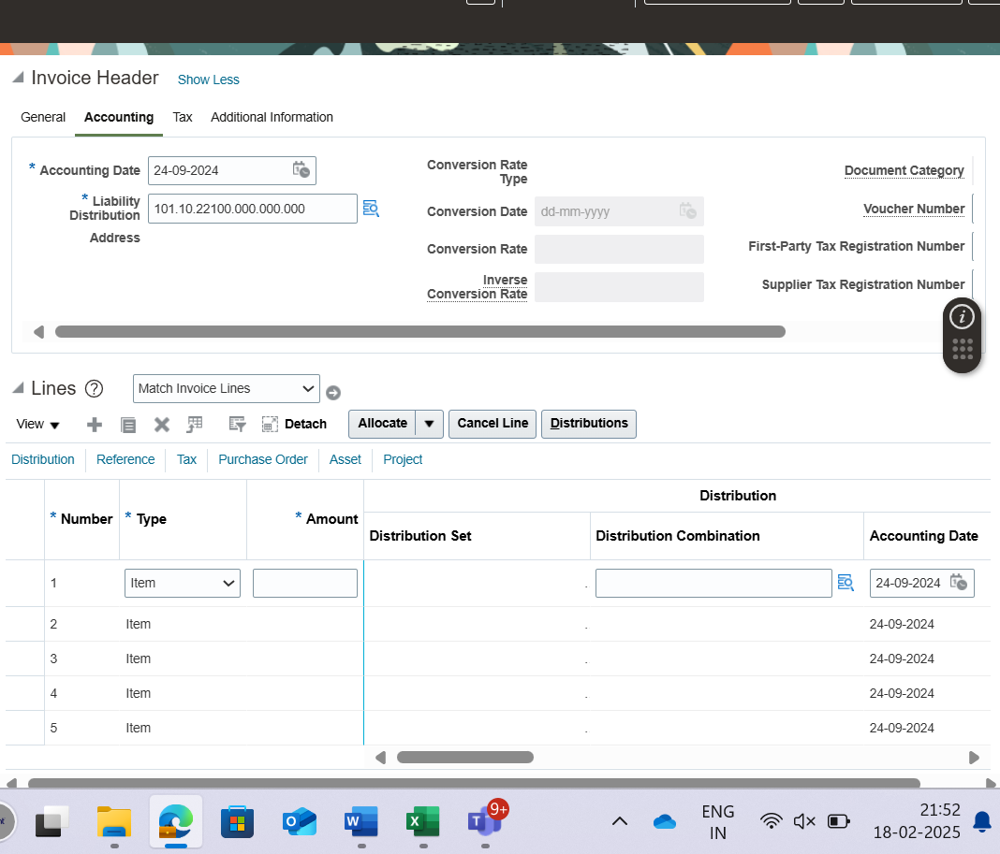 Invoice Header Show Less
General Accounting Tax Additional Information
* Accounting Date 24-09-2024
* Liability Distribution 101.10.22100.000.000.000
Address
Conversion Rate Type
Conversion Date dd-mm-yyyy
Conversion Rate
Inverse Conversion Rate
Document Category
Voucher Number
First-Party Tax Registration Number
Supplier Tax Registration Number
i
Lines ? Match Invoice Lines
View Detach Allocate Cancel Line Distributions
Distribution Reference Tax Purchase Order Asset Project
Distribution
* Number * Type * Amount Distribution Set Distribution Combination Accounting Date
1 Item . 24-09-2024
2 Item . 24-09-2024
3 Item . 24-09-2024
4 Item . 24-09-2024
5 Item . 24-09-2024
O W X T 9+ ENG IN 21:52
18-02-2025